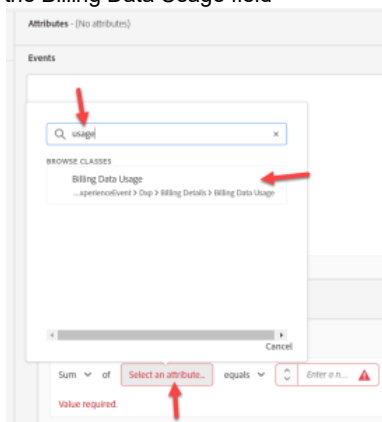 the Billing Data Usage field
Attributes - (No attributes)
Events
usage
BROWSE CLASSES
Billing Data Usage
...xperienceEvent > Dxp > Billing Details > Billing Data Usage
Cancel
Sum of Select an attribute... equals Enter a n...
Value required.